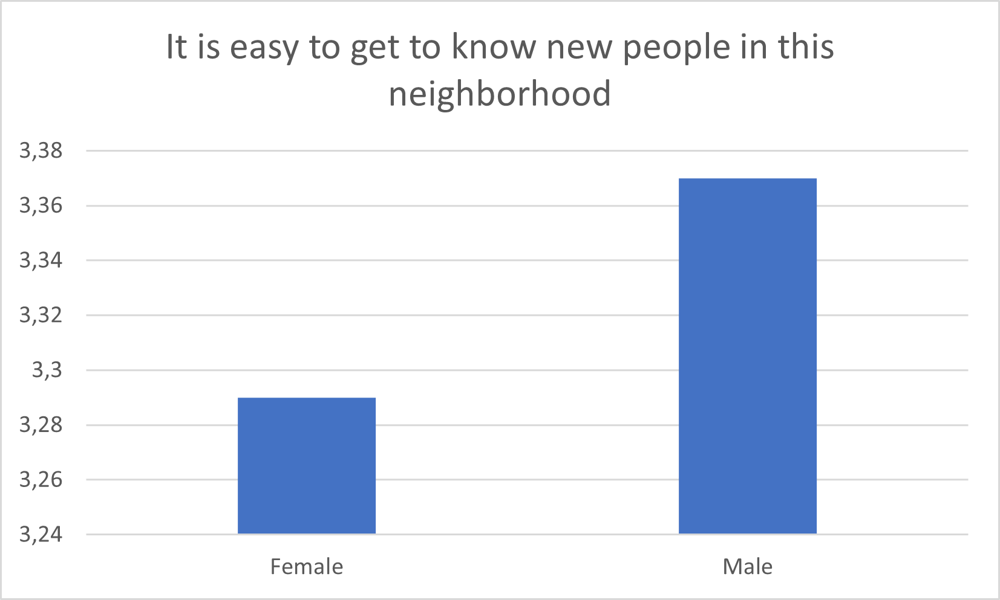 It is easy to get to know new people in this
neighborhood
3,38
3,36
3,34
3,32
3,3
3,28
3,26
3,24
Female
Male